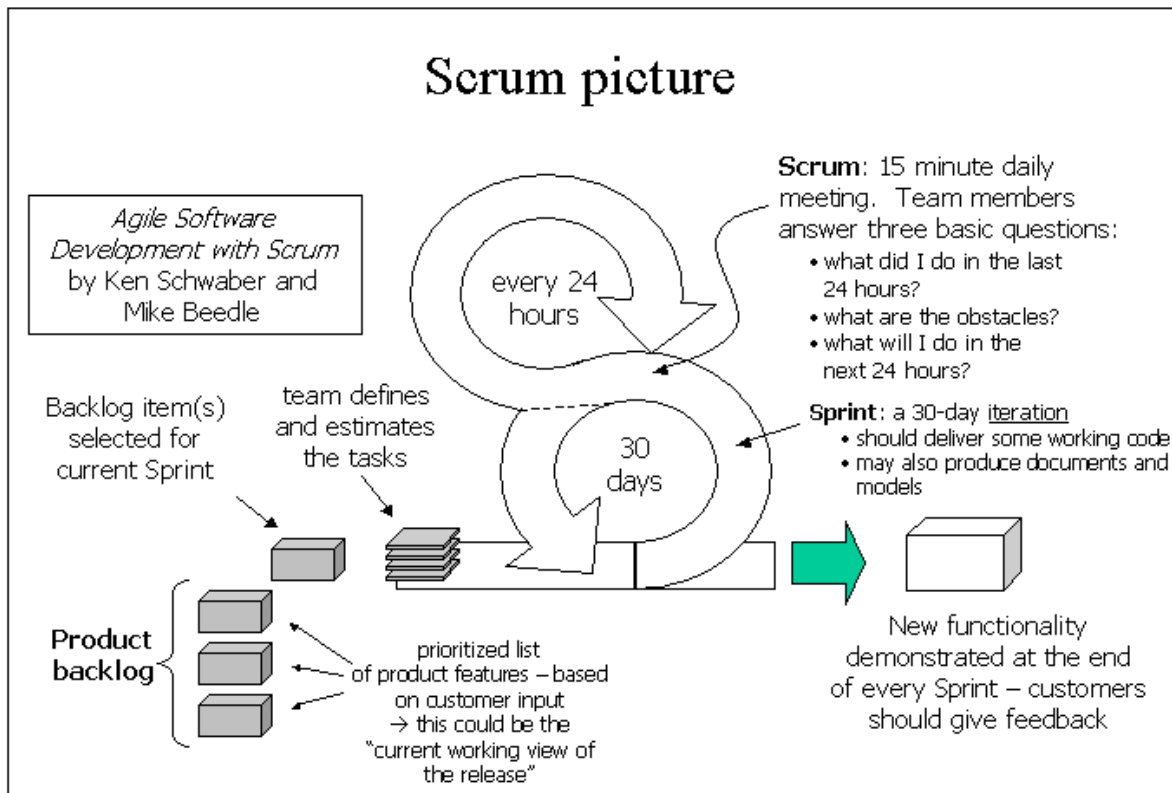 Scrum picture
Agile Software
Development with Scrum
by Ken Schwaber and
Mike Beedle
every 24
hours
Scrum: 15 minute daily
meeting. Team members
answer three basic questions:
• what did I do in the last
24 hours?
• what are the obstacles?
• what will I do in the
next 24 hours?
Backlog item(s)
selected for
current Sprint
team defines
and estimates
the tasks
30
days
Sprint: a 30-day iteration
• should deliver some working code
• may also produce documents and
models
Product
backlog
prioritized list
of product features – based
on customer input
→ this could be the
“current working view of
the release”
New functionality
demonstrated at the end
of every Sprint – customers
should give feedback